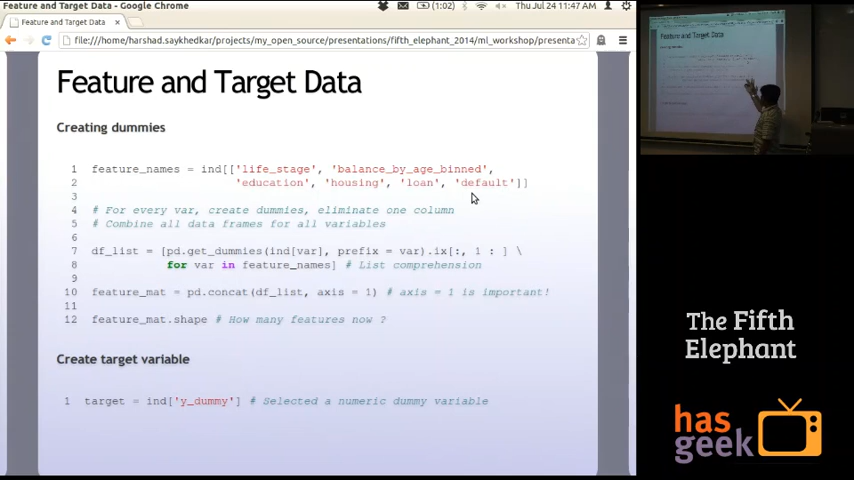 Feature and Target Data - Google Chrome
(1:02)
Thu Jul 24 11:47 AM
Feature and Target Data
file:///home/harshad.saykhedkar/projects/my_open_source/presentations/fifth_elephant_2014/ml_workshop/presenta
Feature and Target Data
Creating dummies
1 feature_names = ind[['life_stage', 'balance_by_age_binned',
2 'education', 'housing', 'loan', 'default']]
3
4 # For every var, create dummies, eliminate one column
5 # Combine all data frames for all variables
6
7 df_list = [pd.get_dummies(ind[var], prefix = var).ix[:, 1 : ] \
8 for var in feature_names] # List comprehension
9
10 feature_mat = pd.concat(df_list, axis = 1) # axis = 1 is important!
11
12 feature_mat.shape # How many features now ?
Create target variable
1 target = ind['y_dummy'] # Selected a numeric dummy variable
Feature and Target Data
The Fifth
Elephant
has
geek